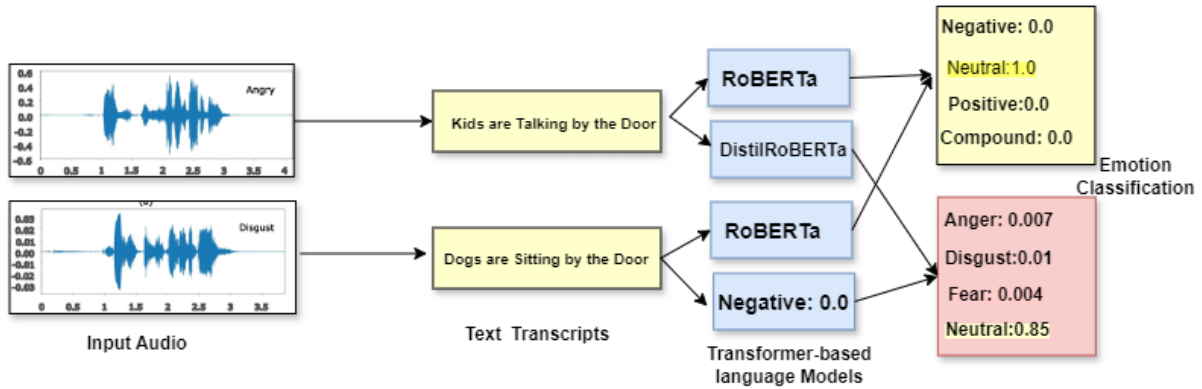 Angry
0.6
0.4
0.2
0.0
-0.2
-0.4
-0.6
0 0.5 1 1.5 2 2.5 3 3.5 4
Disgust
0.03
0.02
0.01
0.00
-0.01
-0.02
-0.03
0 0.5 1 1.5 2 2.5 3 3.5
Input Audio
Kids are Talking by the Door
Dogs are Sitting by the Door
Text Transcripts
RoBERTa
DistilRoBERTa
RoBERTa
Negative: 0.0
Transformer-based
language Models
Negative: 0.0
Neutral:1.0
Positive:0.0
Compound: 0.0
Emotion
Classification
Anger: 0.007
Disgust:0.01
Fear: 0.004
Neutral:0.85